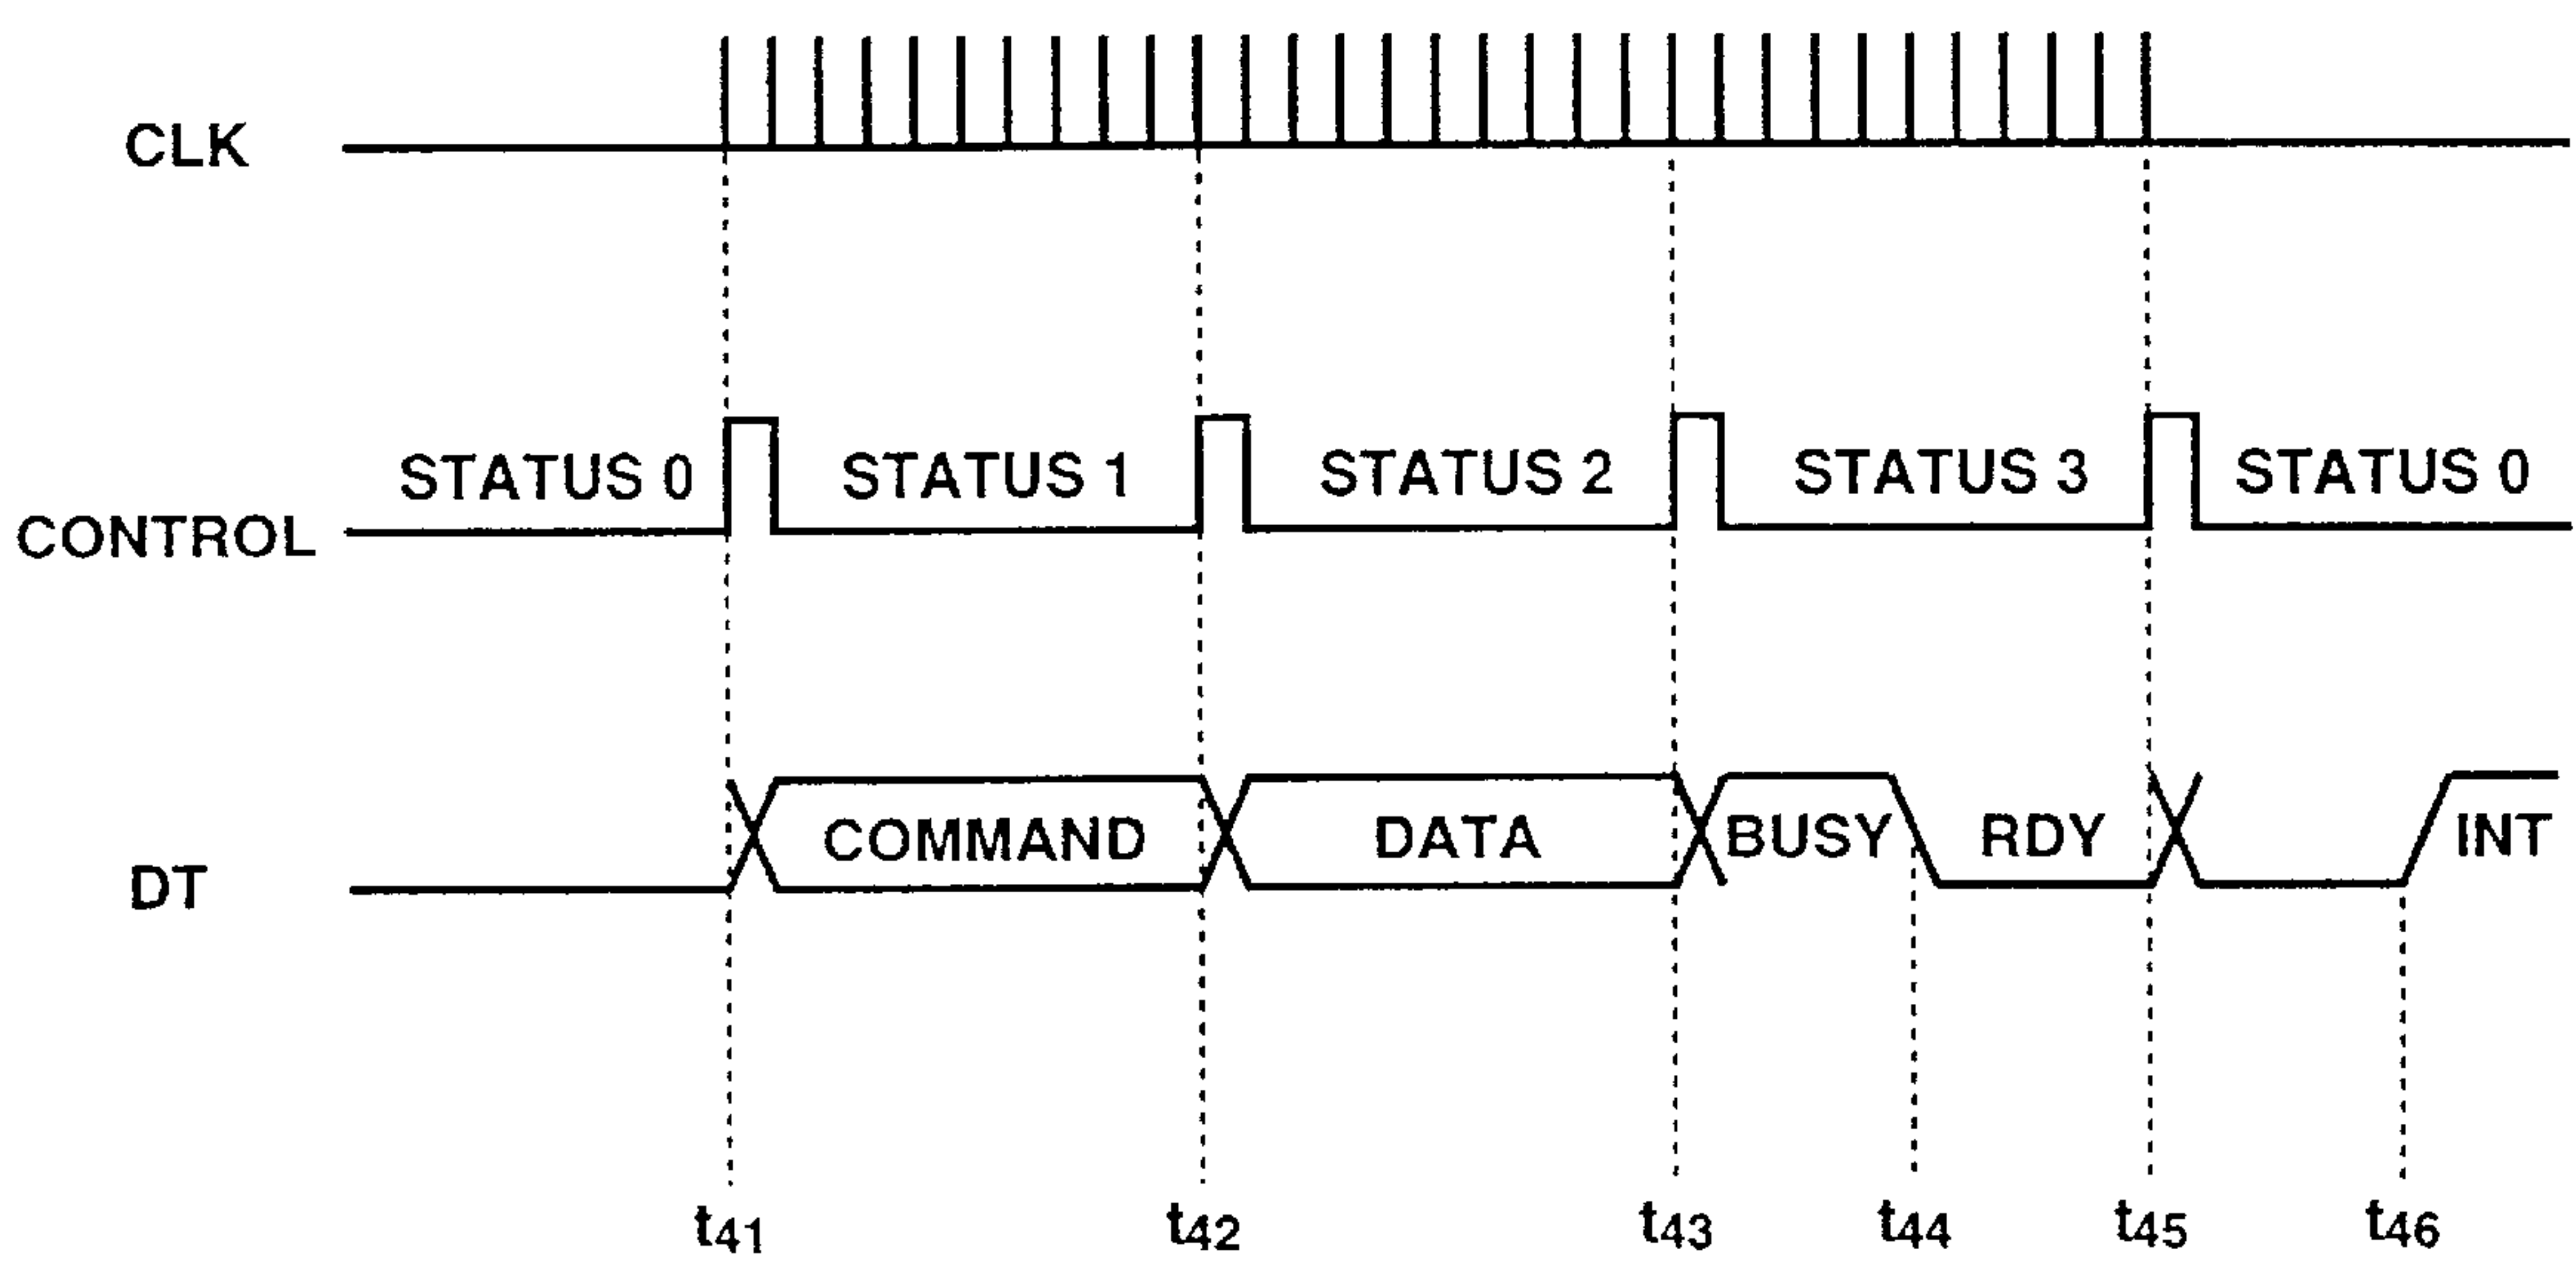 CLK
STATUS 0 STATUS 1 STATUS 2 STATUS 3 STATUS 0
CONTROL
COMMAND DATA BUSY RDY INT
DT
t41 t42 t43 t44 t45 t46